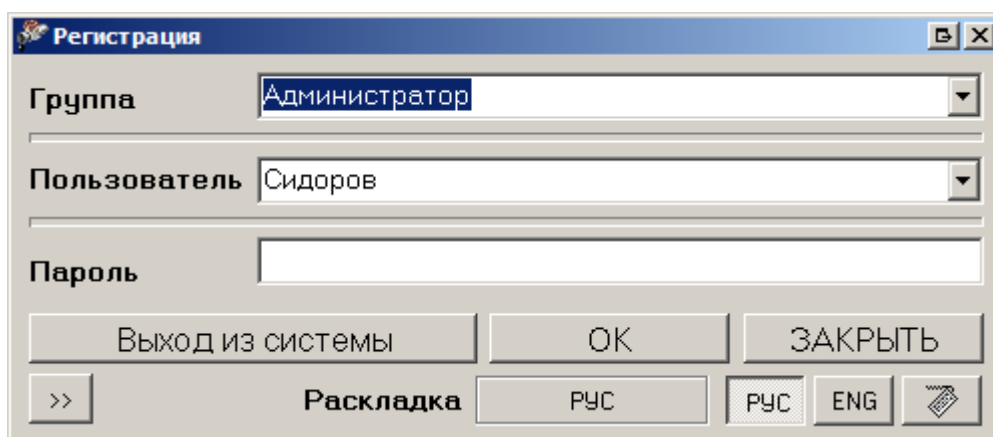 Регистрация
Группа Администратор
Пользователь Сидоров
Пароль
Выход из системы OK ЗАКРЫТЬ
>> Раскладка РУС РУС ENG